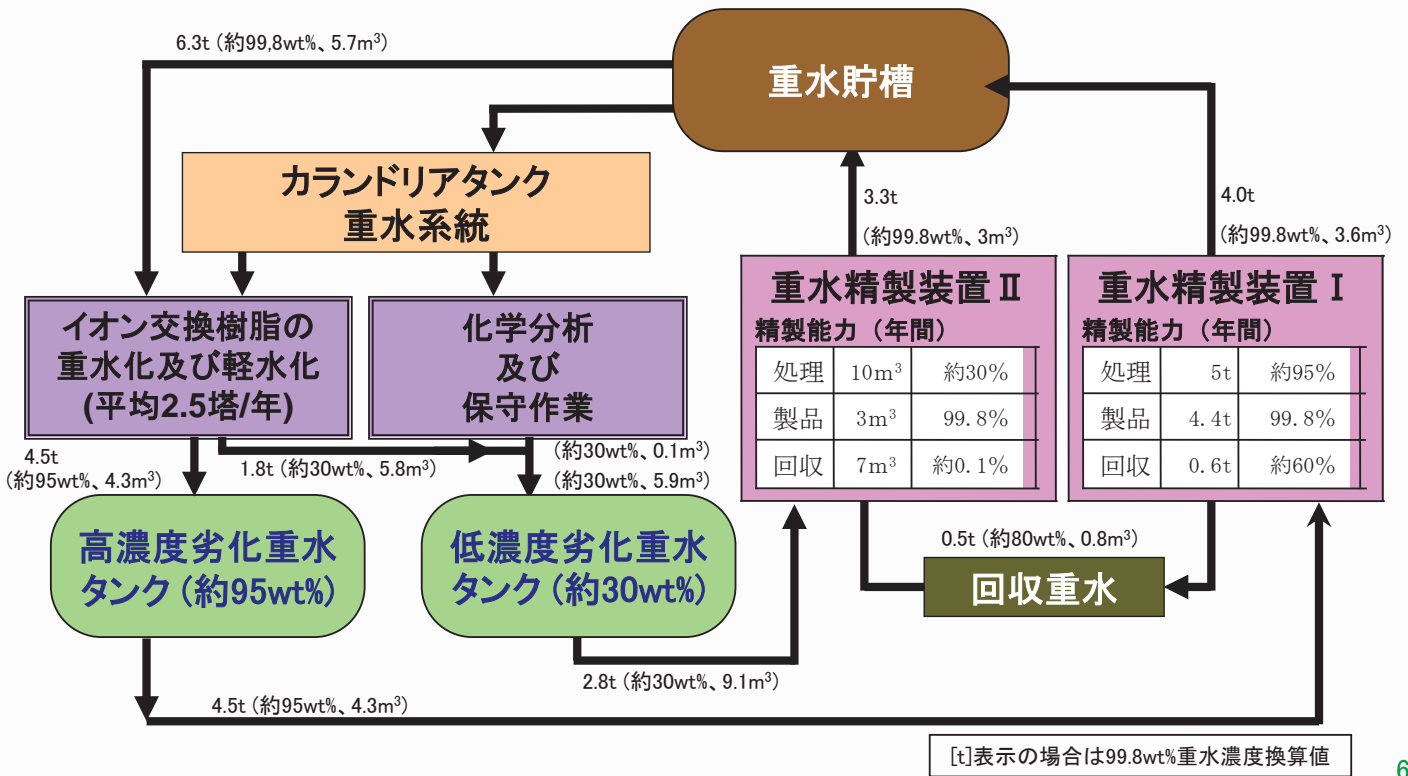 6.3t (約99,8wt%、5.7m³)
重水貯槽
カランドリアタンク
重水系統
3.3t
(約99.8wt%、3m³)
4.0t
(約99.8wt%、3.6m³)
イオン交換樹脂の
重水化及び軽水化
(平均2.5塔/年)
化学分析
及び
保守作業
重水精製装置Ⅱ
精製能力（年間）
処理 10m³ 約30%
製品 3m³ 99.8%
回収 7m³ 約0.1%
重水精製装置Ⅰ
精製能力（年間）
処理 5t 約95%
製品 4.4t 99.8%
回収 0.6t 約60%
4.5t
(約95wt%、4.3m³)
1.8t (約30wt%、5.8m³)
(約30wt%、0.1m³)
(約30wt%、5.9m³)
高濃度劣化重水
タンク(約95wt%)
低濃度劣化重水
タンク(約30wt%)
0.5t (約80wt%、0.8m³)
回収重水
2.8t (約30wt%、9.1m³)
4.5t (約95wt%、4.3m³)
[t]表示の場合は99.8wt%重水濃度換算値
6